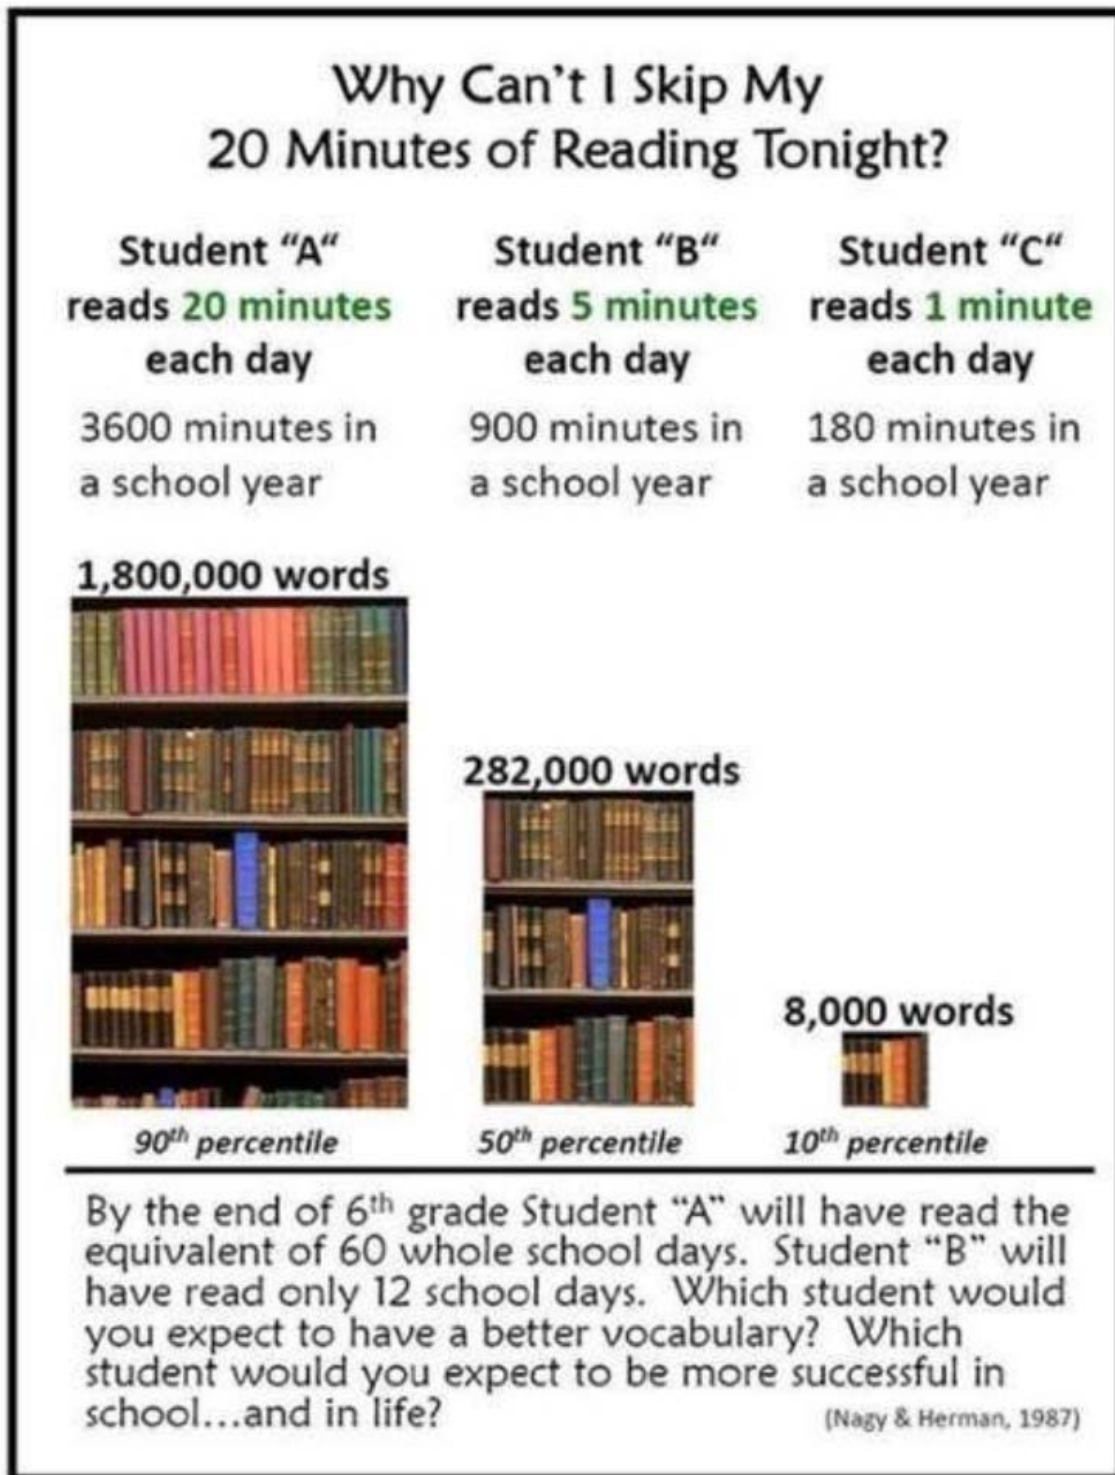 Why Can't I Skip My
20 Minutes of Reading Tonight?
Student “A“
reads 20 minutes
each day
3600 minutes in
a school year
1,800,000 words
90th percentile
Student “B“
reads 5 minutes
each day
900 minutes in
a school year
282,000 words
50th percentile
Student “C“
reads 1 minute
each day
180 minutes in
a school year
8,000 words
10th percentile
By the end of 6th grade Student “A” will have read the
equivalent of 60 whole school days. Student “B” will
have read only 12 school days. Which student would
you expect to have a better vocabulary? Which
student would you expect to be more successful in
school...and in life?
(Nagy & Herman, 1987)